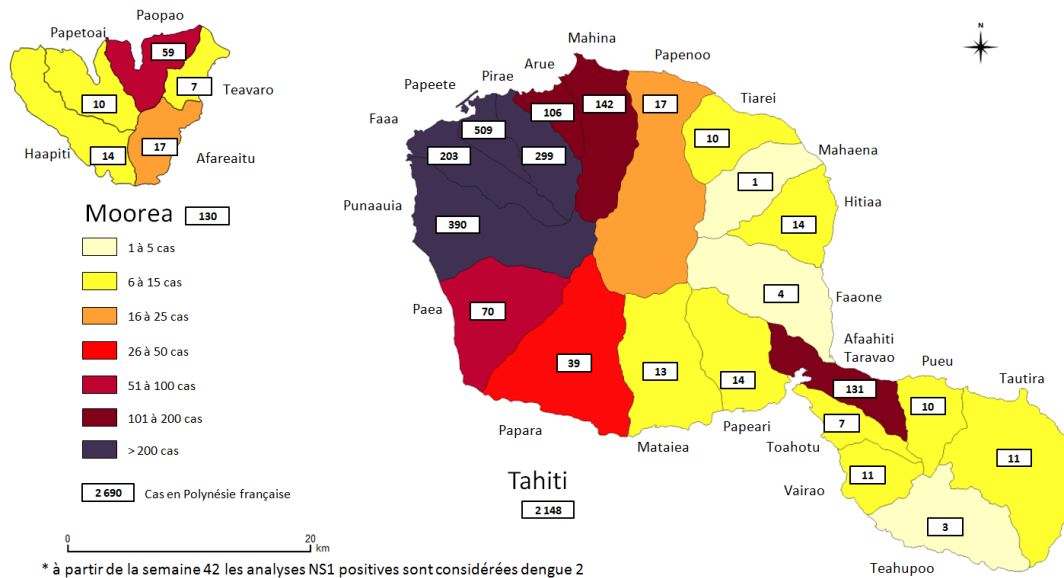 Paopao
Papetoai
59
7
Teavaro
10
17
Haapiti
14
Afareaitu
Moorea 130
1 à 5 cas
6 à 15 cas
16 à 25 cas
26 à 50 cas
51 à 100 cas
101 à 200 cas
> 200 cas
2 690 Cas en Polynésie française
0 20
km
N
Mahina
Arue
Papenoo
Pirae
Papeete
Tiarei
Faaa
142
17
106
509
10
Mahaena
203
299
1
Punaauia
Hitiaa
390
14
4
Faaone
Paea
70
Afaahiti
Taravao
Pueu
39
13
14
131
Tautira
10
Papara
7
Mataiea
Papeari
Toahotu
11
Tahiti
Vairao
11
2 148
3
Teahupoo
* à partir de la semaine 42 les analyses NS1 positives sont considérées dengue 2